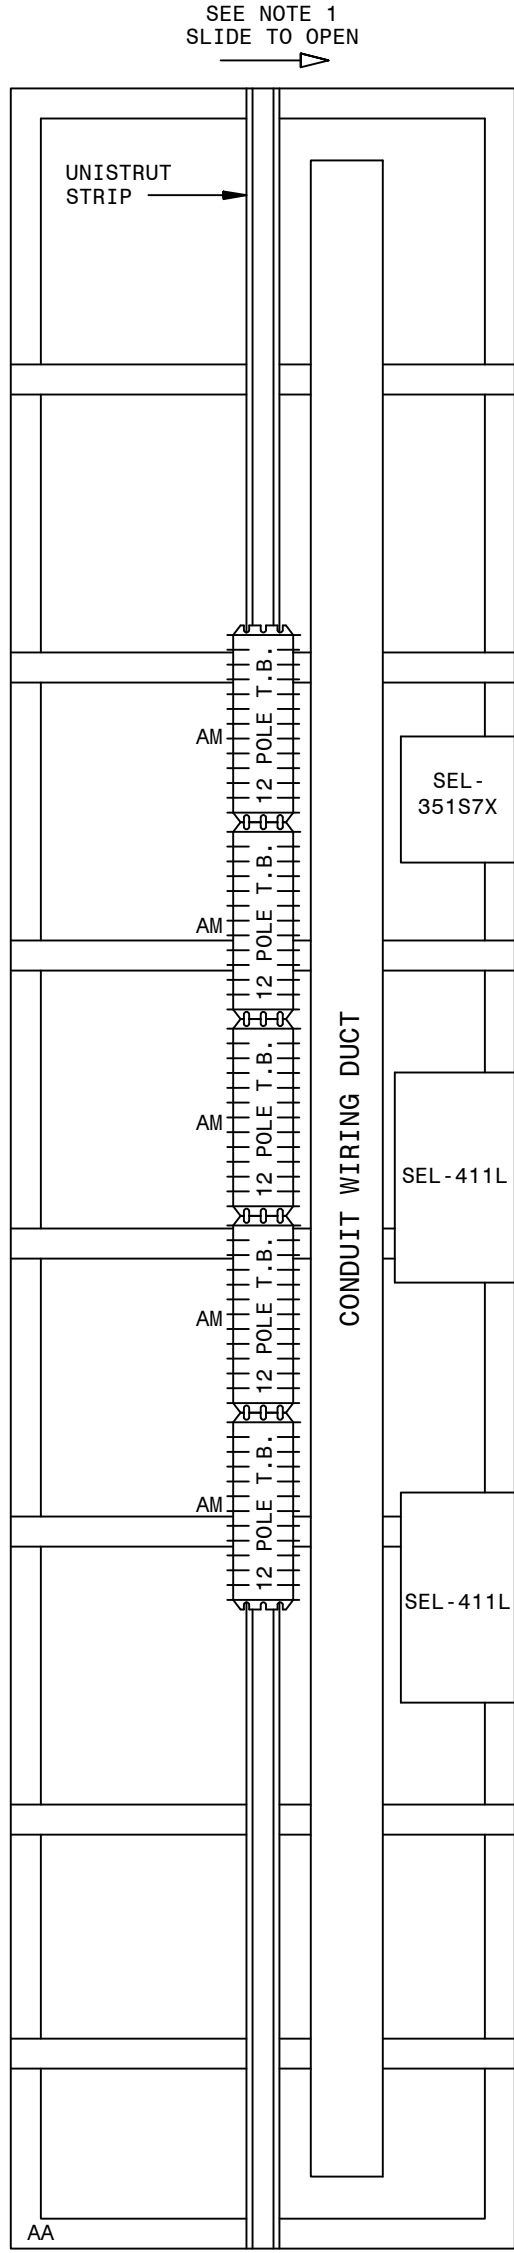 SEE NOTE 1
SLIDE TO OPEN
UNISTRUT
STRIP
12 POLE T.B.
AM
SEL-
351S7X
12 POLE T.B.
AM
12 POLE T.B.
AM
CONDUIT WIRING DUCT
SEL-411L
12 POLE T.B.
AM
12 POLE T.B.
AM
SEL-411L
AA